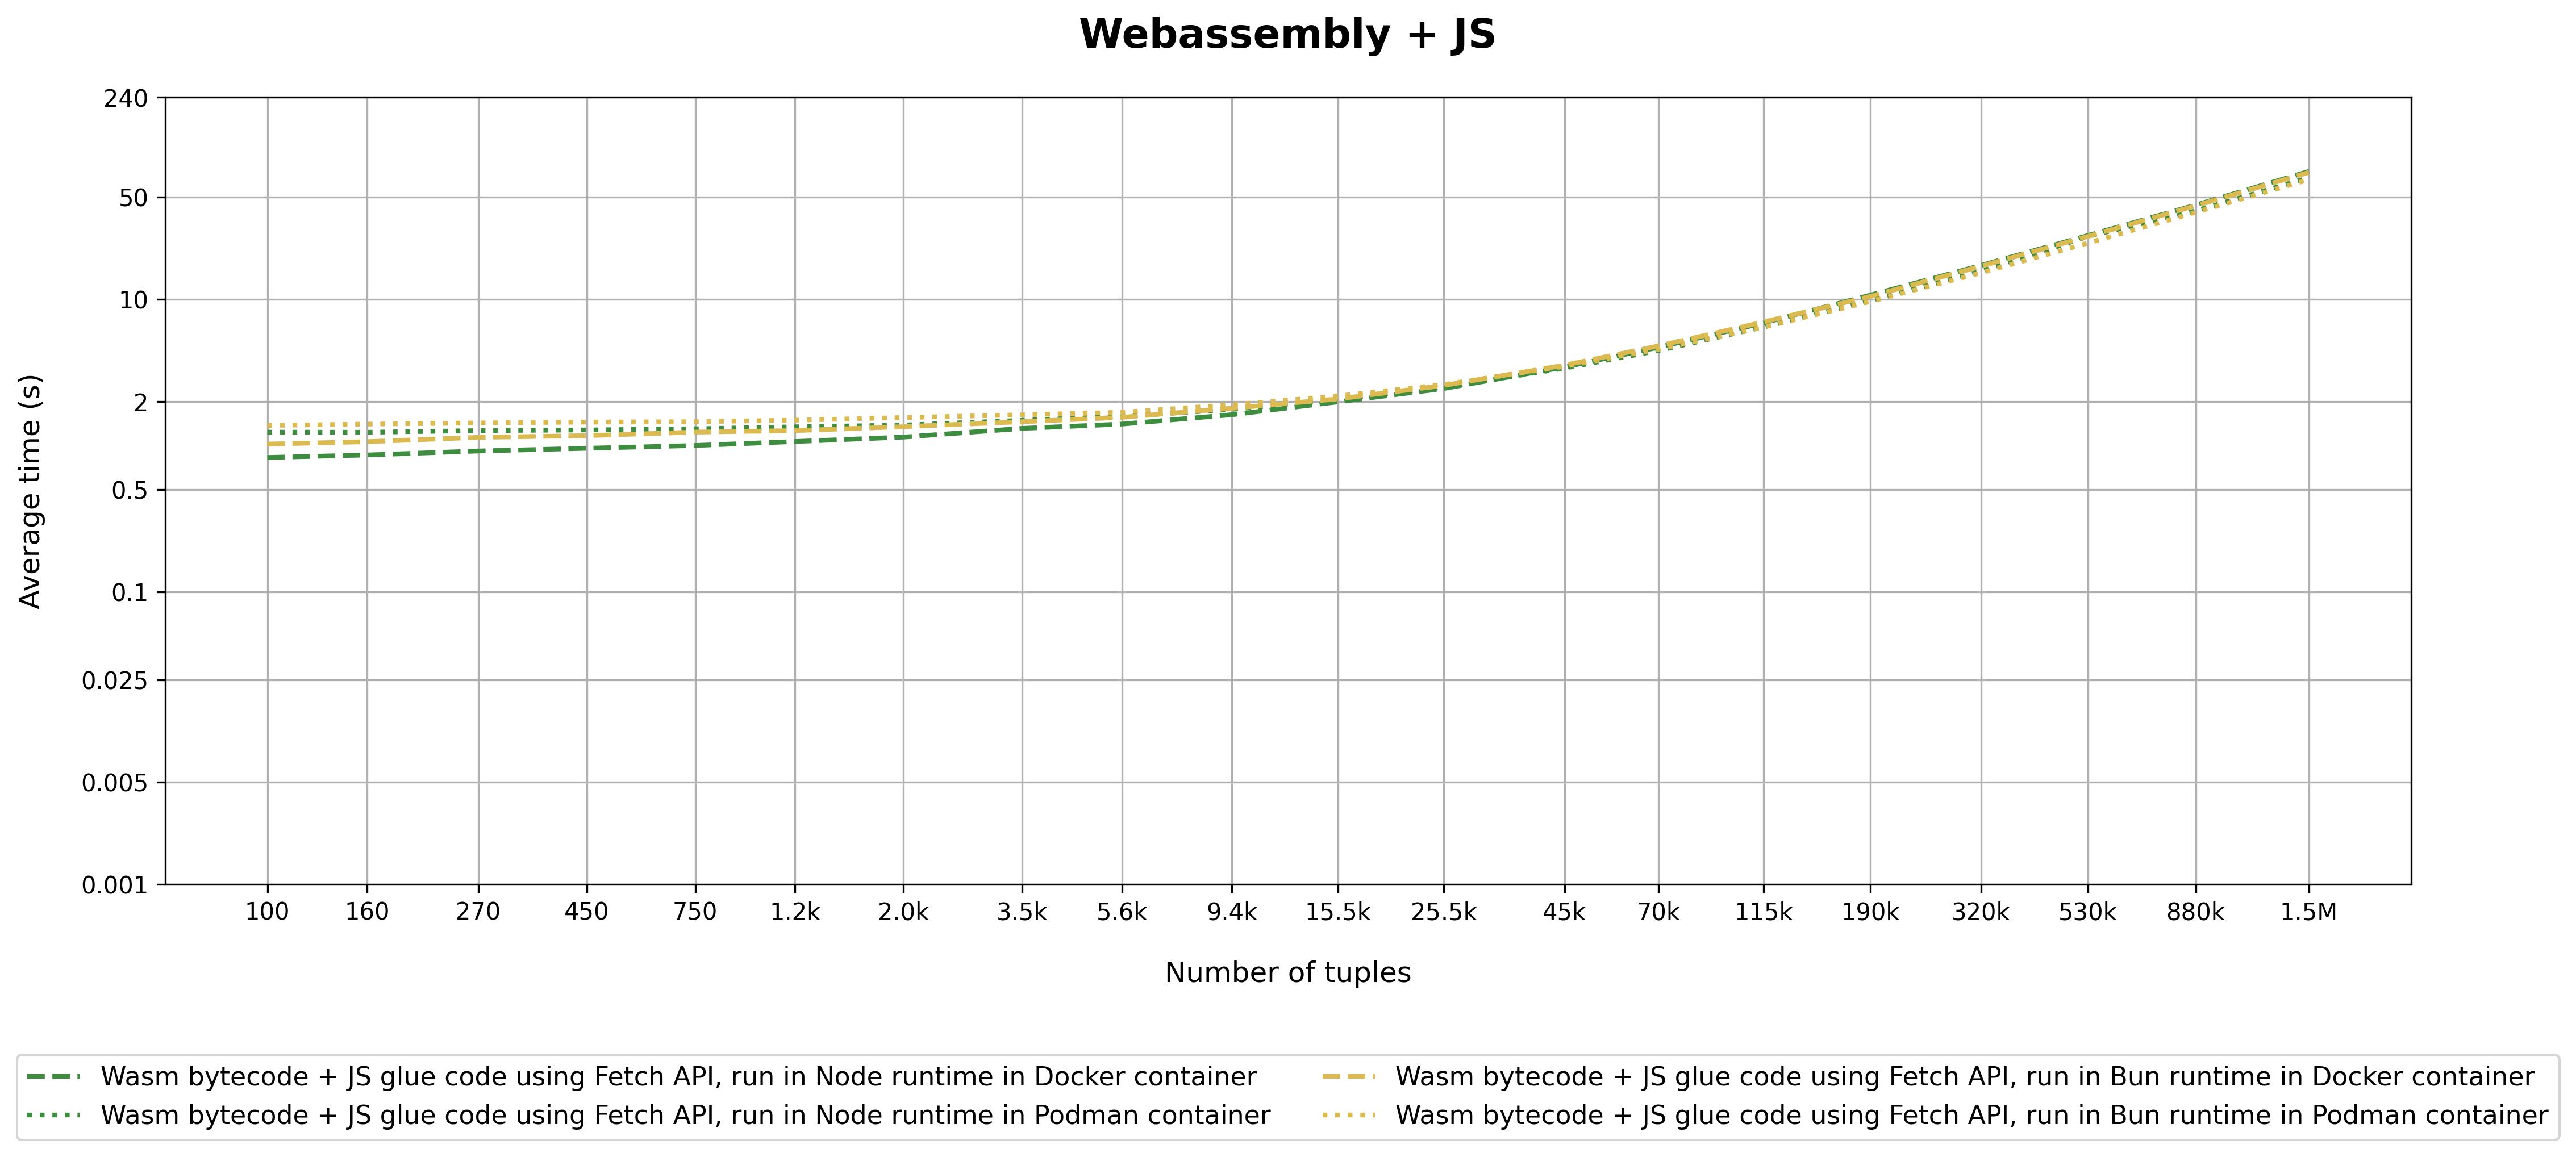 Webassembly + JS
240
50
10
2
0.5
0.1
0.025
0.005
0.001
Average time (s)
100 160 270 450 750 1.2k 2.0k 3.5k 5.6k 9.4k 15.5k 25.5k 45k 70k 115k 190k 320k 530k 880k 1.5M
Number of tuples
Wasm bytecode + JS glue code using Fetch API, run in Node runtime in Docker container
Wasm bytecode + JS glue code using Fetch API, run in Node runtime in Podman container
Wasm bytecode + JS glue code using Fetch API, run in Bun runtime in Docker container
Wasm bytecode + JS glue code using Fetch API, run in Bun runtime in Podman container